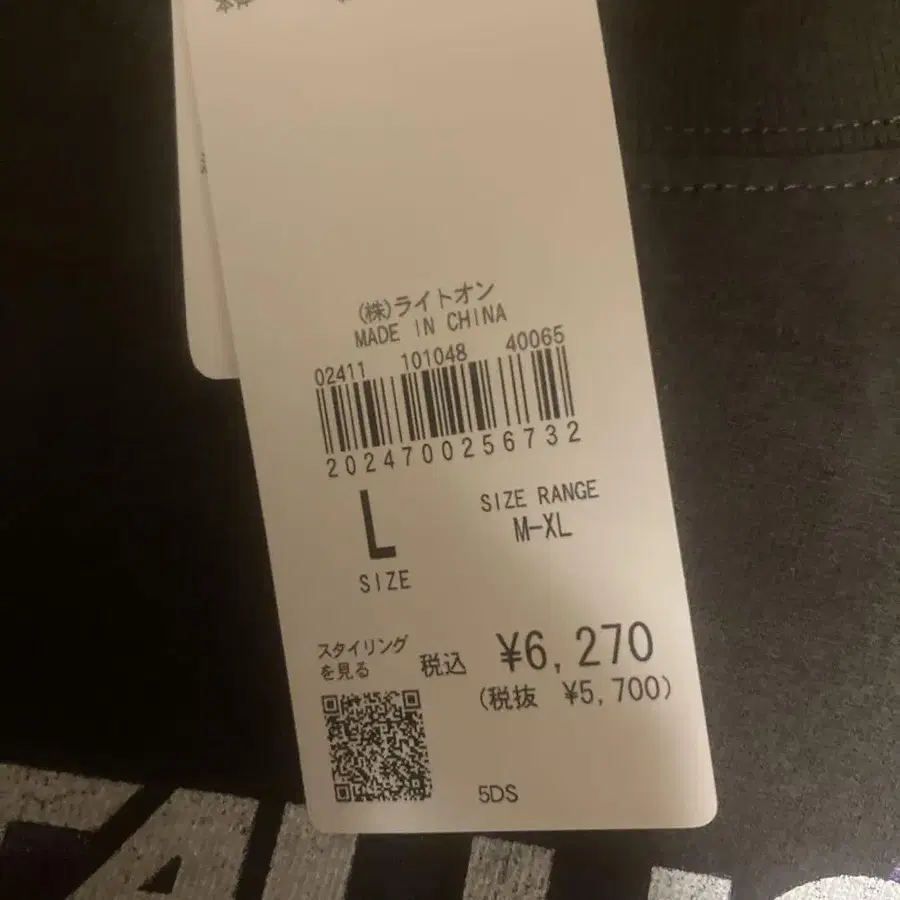 (株)ライトオン
MADE IN CHINA
02411 101048 40065
2024700256732
L
SIZE
SIZE RANGE
M-XL
スタイリング
を見る
税込 ¥6,270
(税抜 ¥5,700)
5DS